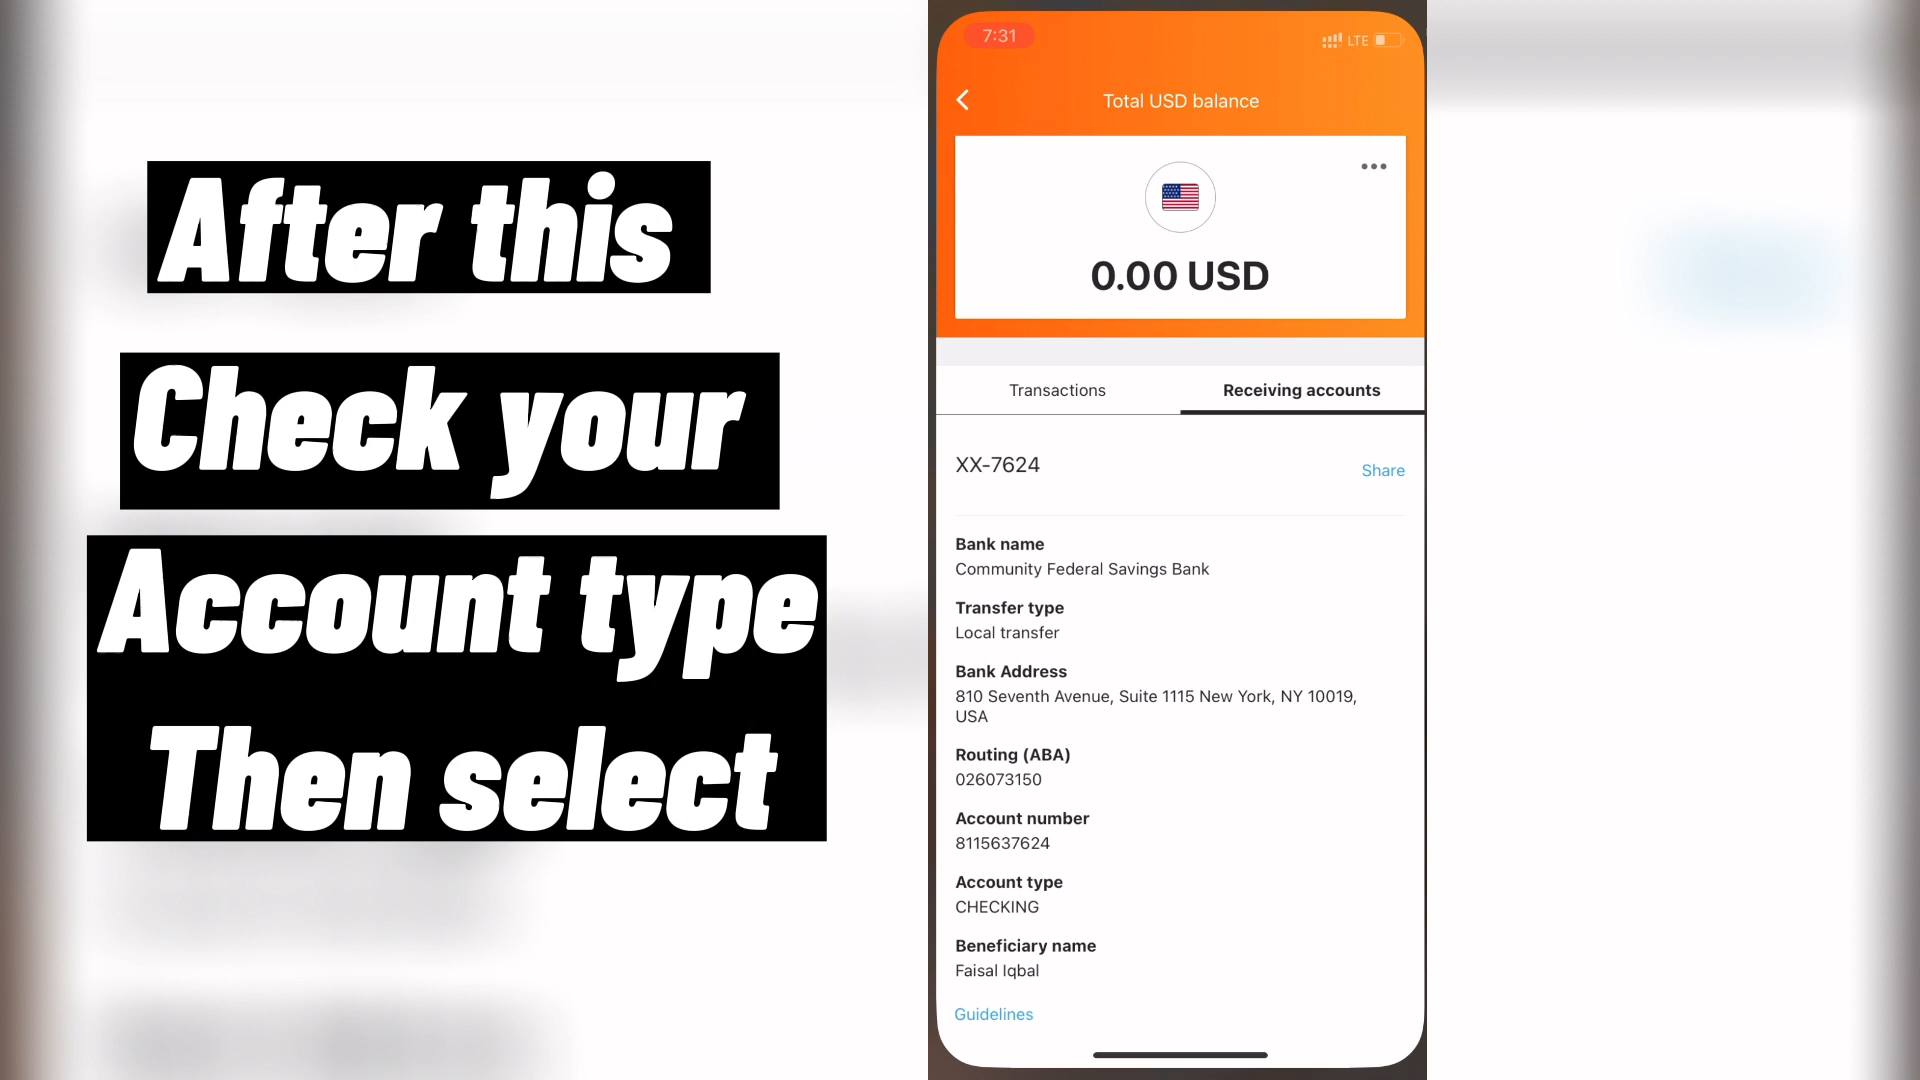 After this
Check your
Account type
Then select
7:31
LTE
Total USD balance
0.00 USD
Transactions
Receiving accounts
XX-7624
Share
Bank name
Community Federal Savings Bank
Transfer type
Local transfer
Bank Address
810 Seventh Avenue, Suite 1115 New York, NY 10019,
USA
Routing (ABA)
026073150
Account number
8115637624
Account type
CHECKING
Beneficiary name
Faisal Iqbal
Guidelines